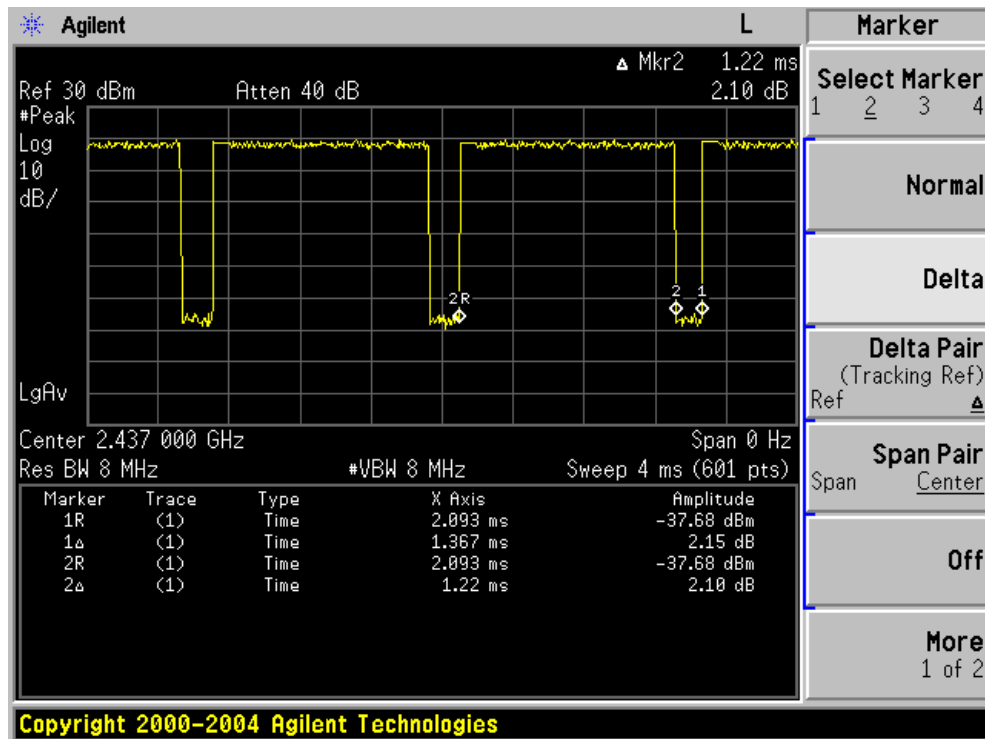 Agilent
L
Marker
Δ Mkr2 1.22 ms
Ref 30 dBm Atten 40 dB 2.10 dB
#Peak
Log
10
dB/
2R
2
1
LgAv
Center 2.437 000 GHz Span 0 Hz
Res BW 8 MHz #VBW 8 MHz Sweep 4 ms (601 pts)
Marker Trace Type X Axis Amplitude
1R (1) Time 2.093 ms -37.68 dBm
1Δ (1) Time 1.367 ms 2.15 dB
2R (1) Time 2.093 ms -37.68 dBm
2Δ (1) Time 1.22 ms 2.10 dB
Select Marker
1 2 3 4
Normal
Delta
Delta Pair
(Tracking Ref)
Ref Δ
Span Pair
Span Center
Off
More
1 of 2
Copyright 2000-2004 Agilent Technologies